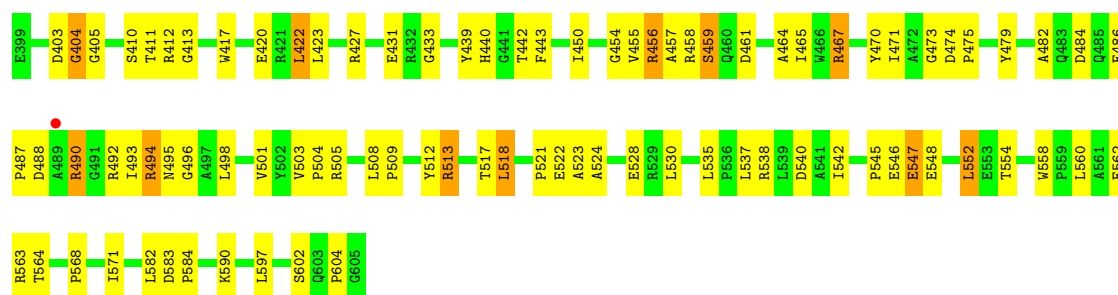 E399 D403 G404 G405 S410 T411 R412 G413 W417 E420 R421 L422 L423 R427 E431 R432 G433 Y439 H440 G441 T442 F443 I450 G454 V455 R456 A457 R458 S459 Q460 D461 A464 I465 W466 R467 Y470 I471 A472 G473 D474 P475 Y479 A482 Q483 D484 Q485
P487 D488 A489 R490 G491 R492 I493 R494 N495 G496 A497 L498 V501 Y502 V503 P504 R505 L508 P509 Y512 R513 T517 L518 P521 E522 A523 A524 E528 R529 L530 L535 P536 L537 R538 L539 D540 A541 I542 P545 E546 E547 E548 L552 E553 T554 W558 P559 L560 A561
R563 T564 P568 I571 L582 D583 P584 K590 L597 S602 Q603 P604 G605